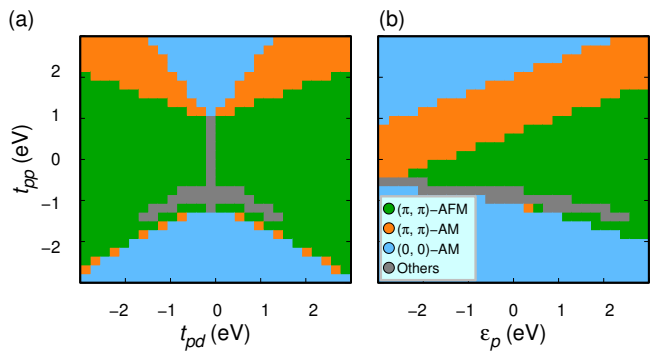 (a)
(b)
2
1
0
−1
−2
t_pp (eV)
(π, π)−AFM
(π, π)−AM
(0, 0)−AM
Others
−2 −1 0 1 2
−2 −1 0 1 2
t_pd (eV)
ε_p (eV)